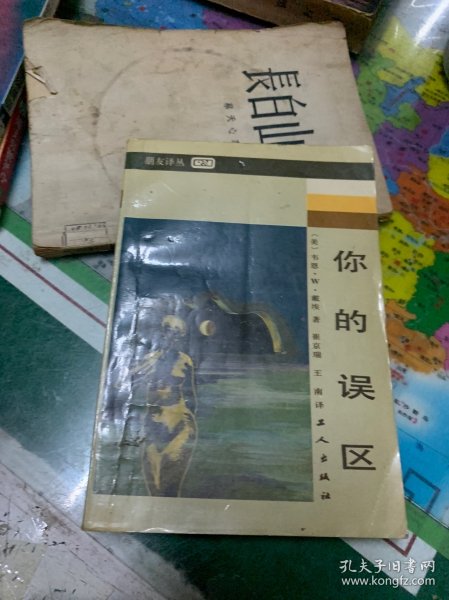 長白山
朋友译丛
你的误区
(美)韦恩·W·戴埃 著 崔京瑞 王南译 工人出版社
孔夫子旧书网
www.kongfz.com